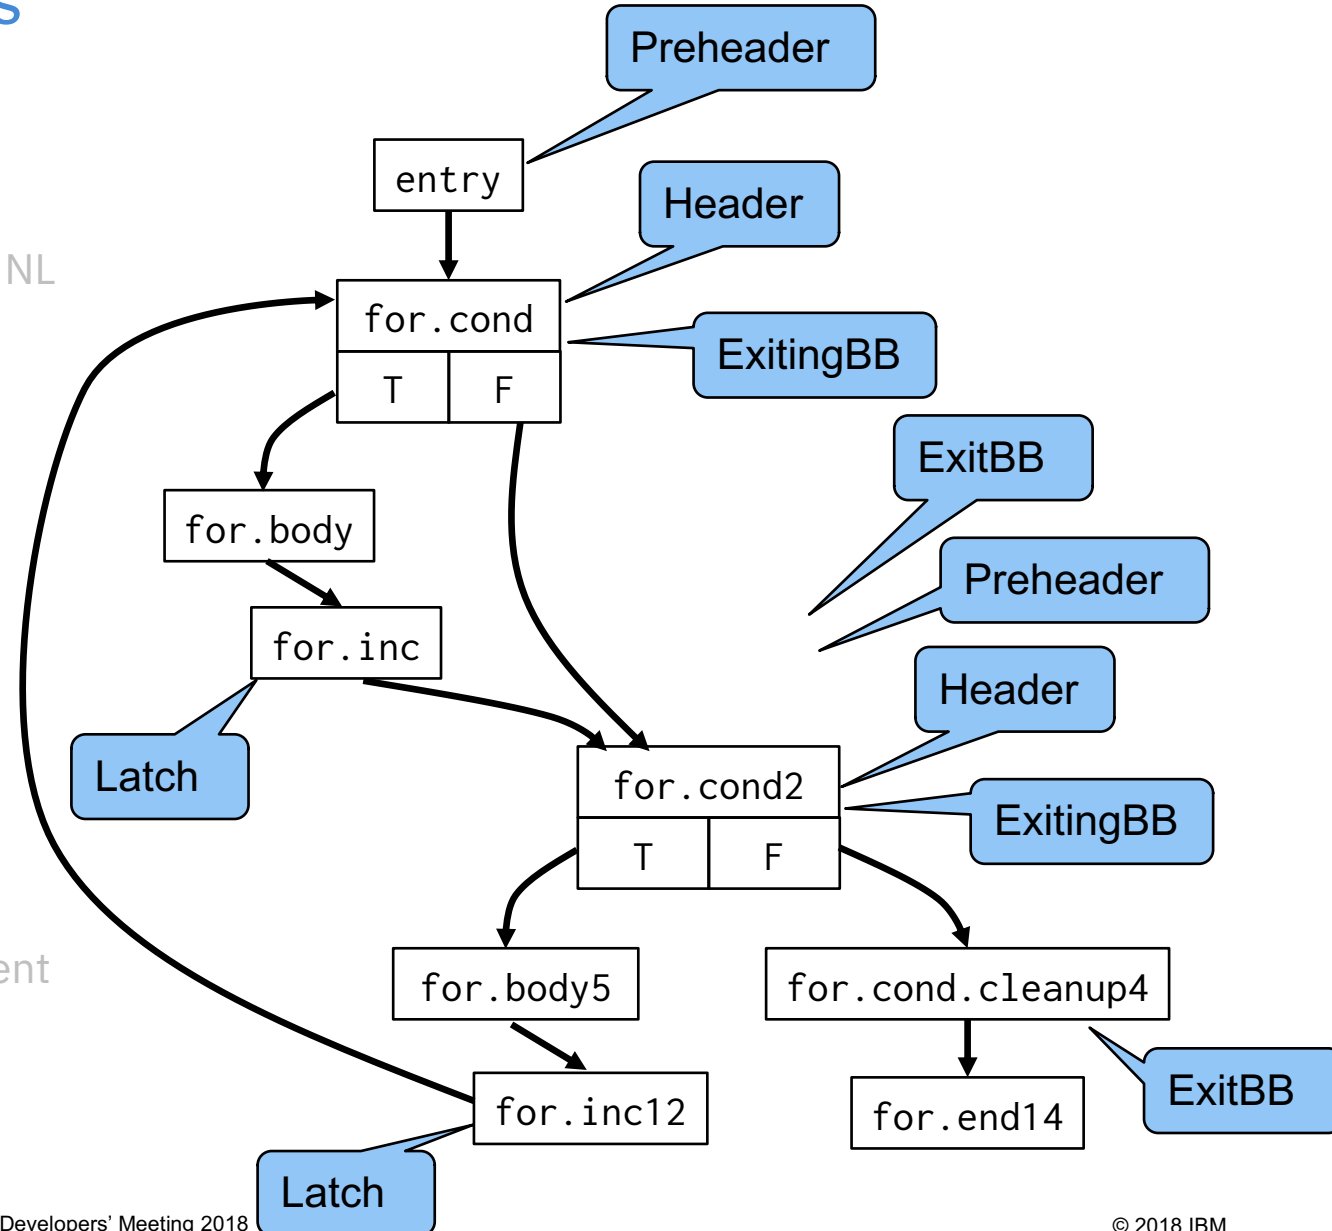 s
Preheader
entry
Header
NL
for.cond
ExitingBB
T F
ExitBB
for.body
Preheader
for.inc
Header
Latch
for.cond2
ExitingBB
T F
ent
for.body5
for.cond.cleanup4
ExitBB
for.inc12
for.end14
Latch
Developers’ Meeting 2018
© 2018 IBM